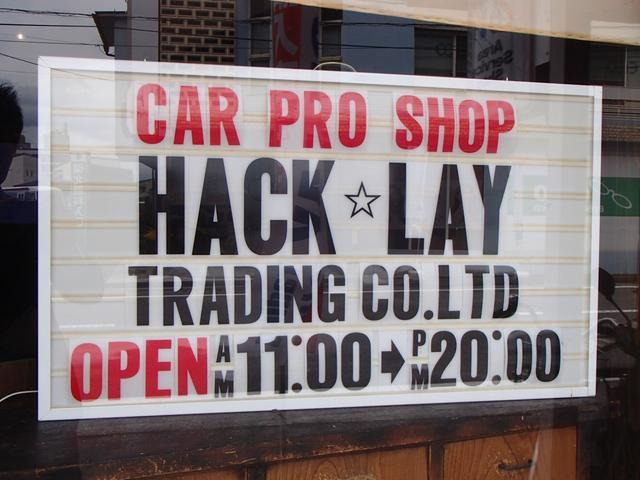 CAR PRO SHOP
HACK☆LAY
TRADING CO.LTD
OPEN AM 11:00➡PM 20:00